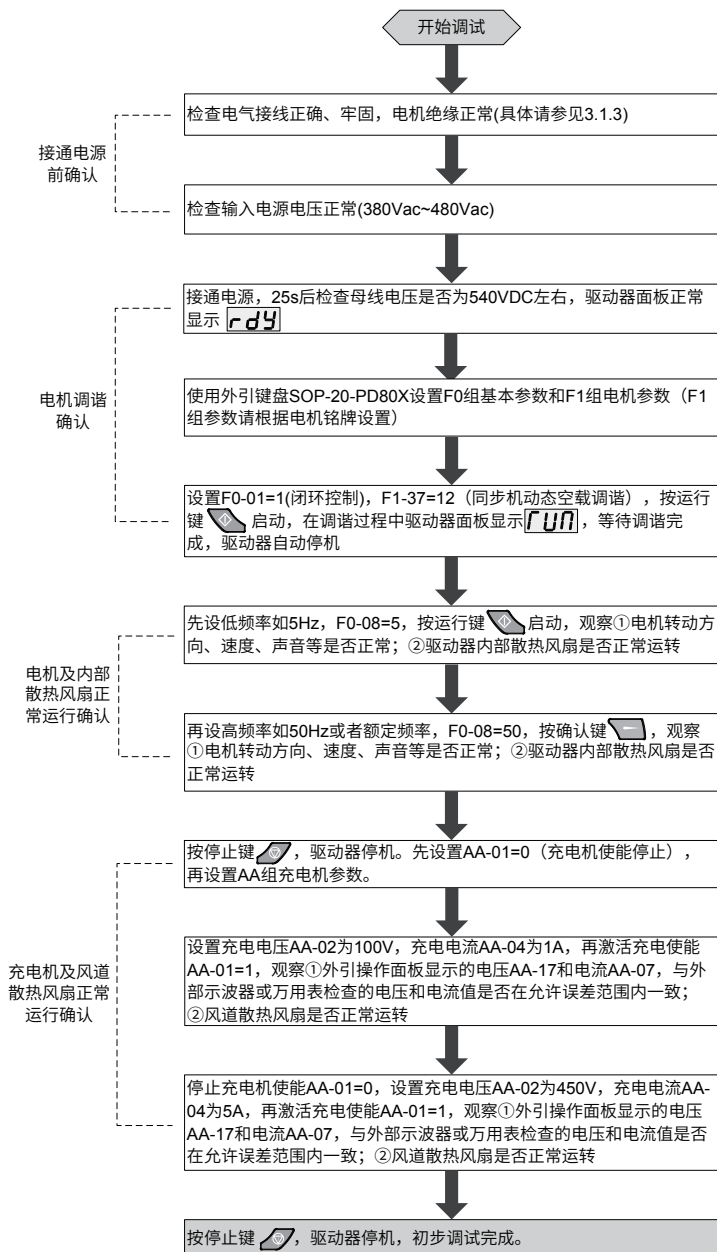 开始调试
检查电气接线正确、牢固，电机绝缘正常(具体请参见3.1.3)
接通电源
前确认
检查输入电源电压正常(380Vac~480Vac)
接通电源，25s后检查母线电压是否为540VDC左右，驱动器面板正常
显示 rdy
电机调谐
确认
使用外引键盘SOP-20-PD80X设置F0组基本参数和F1组电机参数（F1
组参数请根据电机铭牌设置）
设置F0-01=1(闭环控制)，F1-37=12（同步机动态空载调谐），按运行
键 启动，在调谐过程中驱动器面板显示 run ，等待调谐完
成，驱动器自动停机
先设低频率如5Hz，F0-08=5，按运行键 启动，观察①电机转动方
向、速度、声音等是否正常；②驱动器内部散热风扇是否正常运转
电机及内部
散热风扇正
常运行确认
再设高频率如50Hz或者额定频率，F0-08=50，按确认键 ，观察
①电机转动方向、速度、声音等是否正常；②驱动器内部散热风扇是否
正常运转
按停止键 ，驱动器停机。先设置AA-01=0（充电机使能停止），
再设置AA组充电机参数。
充电机及风道
散热风扇正常
运行确认
设置充电电压AA-02为100V，充电电流AA-04为1A，再激活充电使能
AA-01=1，观察①外引操作面板显示的电压AA-17和电流AA-07，与外
部示波器或万用表检查的电压和电流值是否在允许误差范围内一致；
②风道散热风扇是否正常运转
停止充电机使能AA-01=0，设置充电电压AA-02为450V，充电电流AA-
04为5A，再激活充电使能AA-01=1，观察①外引操作面板显示的电压
AA-17和电流AA-07，与外部示波器或万用表检查的电压和电流值是否
在允许误差范围内一致；②风道散热风扇是否正常运转
按停止键 ，驱动器停机，初步调试完成。